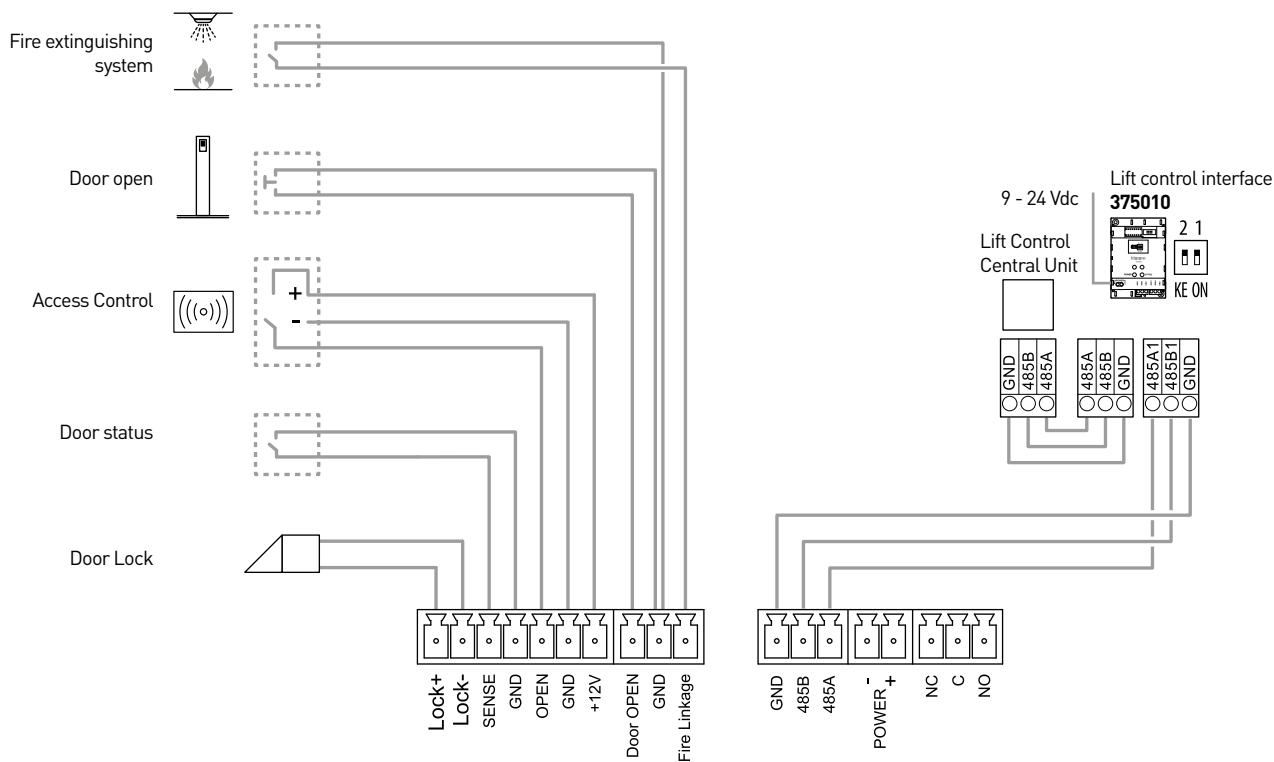 Fire extinguishing
system
Door open
Access Control
+
-
Door status
Door Lock
9 - 24 Vdc
Lift control interface
375010
2 1
KE ON
Lift Control
Central Unit
GND
485B
485A
485A
485B
GND
485A1
485B1
GND
Lock+
Lock-
SENSE
GND
OPEN
GND
+12V
Door OPEN
GND
Fire Linkage
GND
485B
485A
- POWER +
NC
C
NO